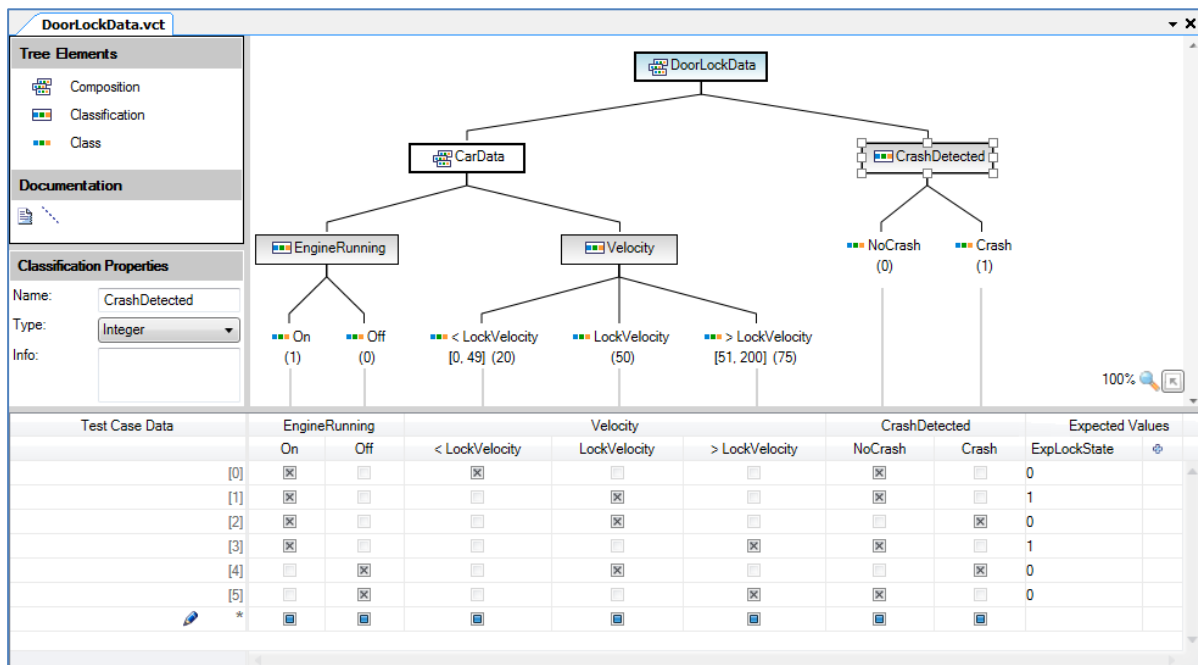 DoorLockData.vct
Tree Elements
Composition
Classification
Class
Documentation
Classification Properties
Name: CrashDetected
Type: Integer
Info:
DoorLockData
CarData
CrashDetected
EngineRunning
Velocity
NoCrash
(0)
Crash
(1)
On
(1)
Off
(0)
< LockVelocity
[0, 49] (20)
LockVelocity
(50)
> LockVelocity
[51, 200] (75)
100%
Test Case Data EngineRunning Velocity CrashDetected Expected Values
On Off < LockVelocity LockVelocity > LockVelocity NoCrash Crash ExpLockState
[0] 0
[1] 1
[2] 0
[3] 1
[4] 0
[5] 0
*